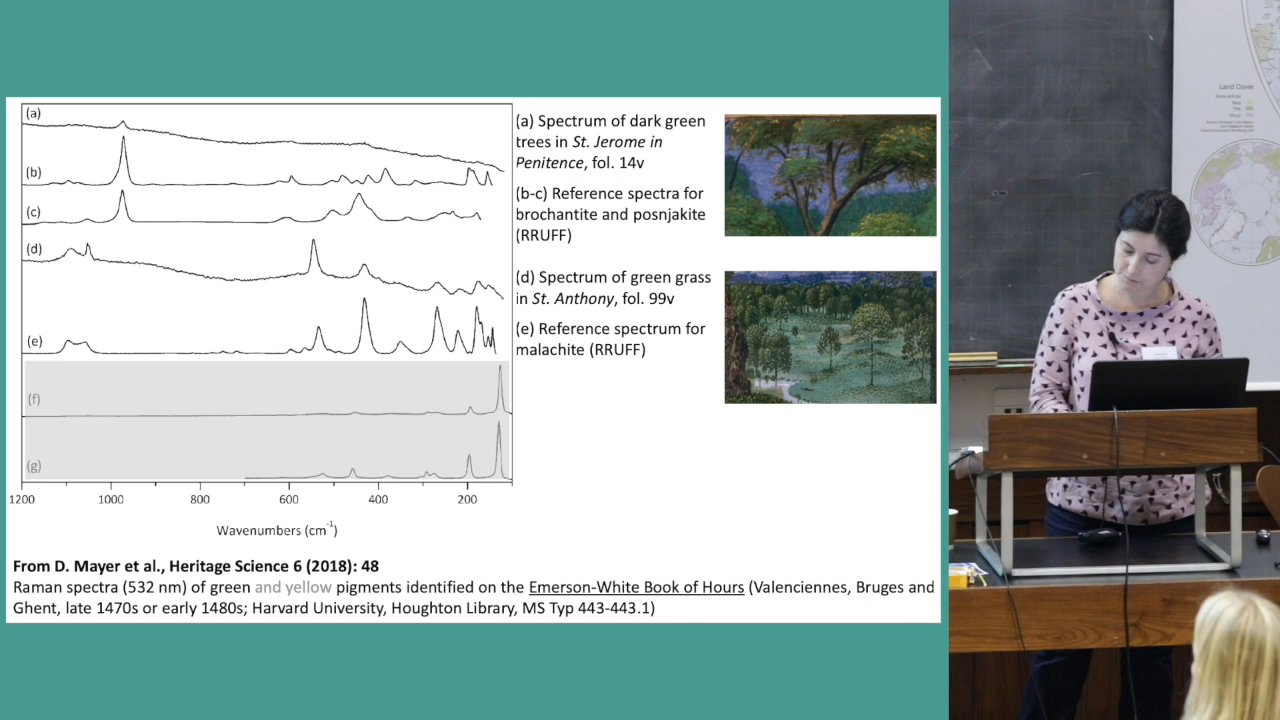 (a)
(b)
(c)
(d)
(e)
(f)
(g)
1200 1000 800 600 400 200
Wavenumbers (cm-1)
(a) Spectrum of dark green
trees in St. Jerome in
Penitence, fol. 14v
(b-c) Reference spectra for
brochantite and posnjakite
(RRUFF)
(d) Spectrum of green grass
in St. Anthony, fol. 99v
(e) Reference spectrum for
malachite (RRUFF)
From D. Mayer et al., Heritage Science 6 (2018): 48
Raman spectra (532 nm) of green and yellow pigments identified on the Emerson-White Book of Hours (Valenciennes, Bruges and
Ghent, late 1470s or early 1480s; Harvard University, Houghton Library, MS Typ 443-443.1)
Land Cover